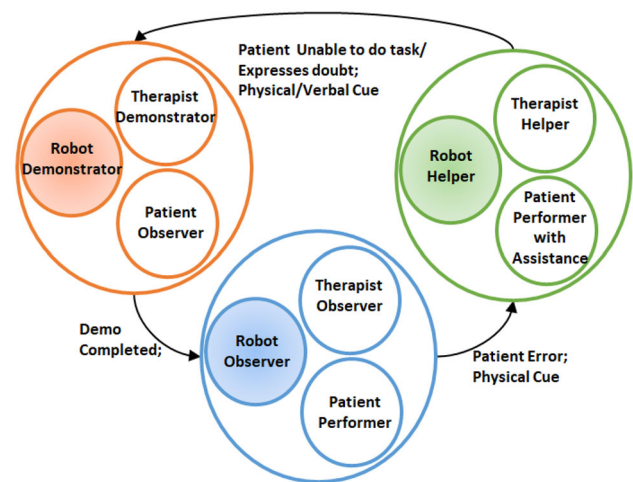 Patient Unable to do task/
Expresses doubt;
Physical/Verbal Cue
Therapist
Demonstrator
Robot
Demonstrator
Patient
Observer
Therapist
Helper
Robot
Helper
Patient
Performer
with
Assistance
Demo
Completed;
Therapist
Observer
Robot
Observer
Patient
Performer
Patient Error;
Physical Cue